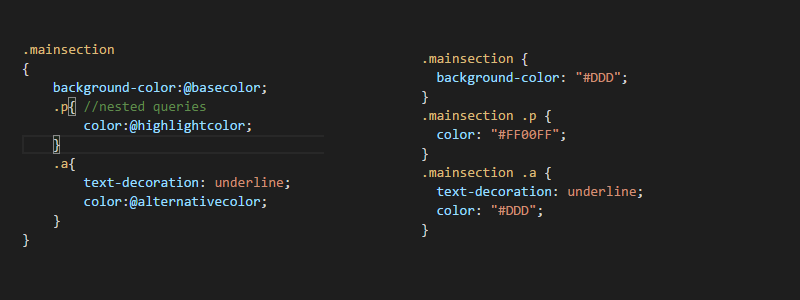 .mainsection
{
background-color:@basecolor;
.p{ //nested queries
color:@highlightcolor;
}
.a{
text-decoration: underline;
color:@alternativecolor;
}
}
.mainsection {
background-color: "#DDD";
}
.mainsection .p {
color: "#FF00FF";
}
.mainsection .a {
text-decoration: underline;
color: "#DDD";
}